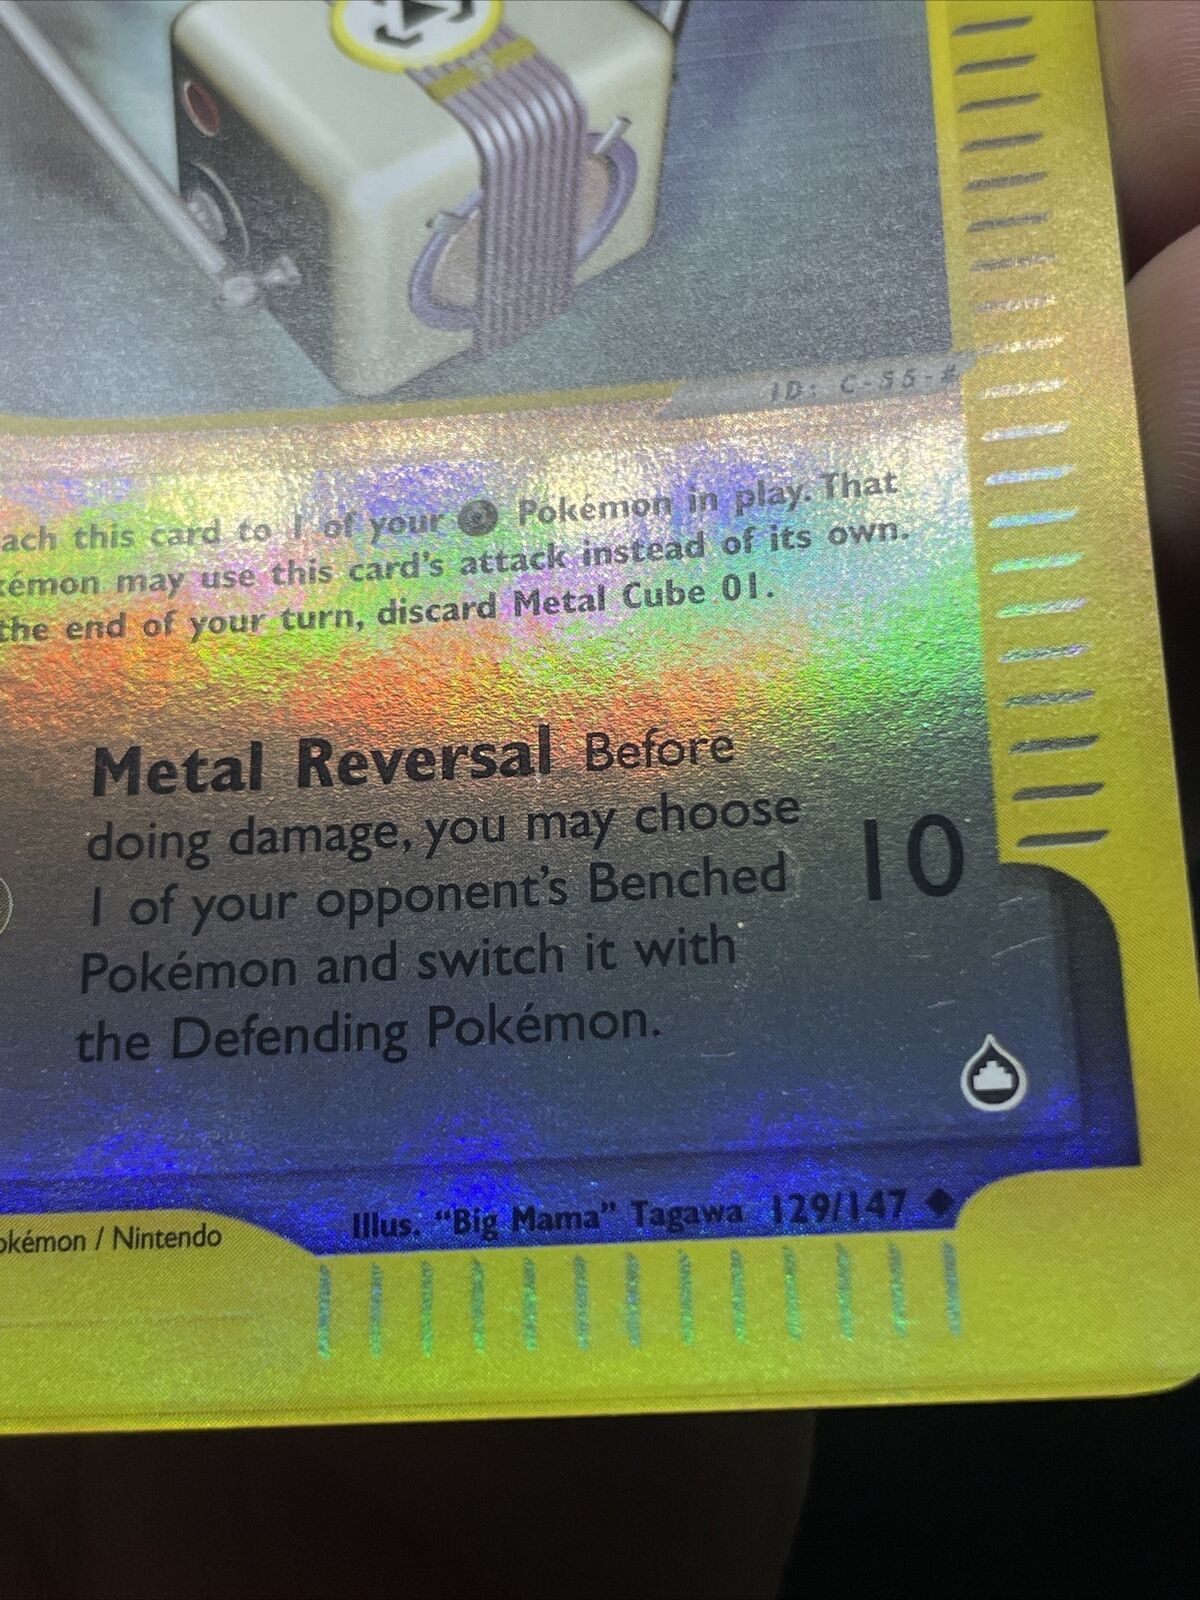 ID: C-55-#
ach this card to 1 of your Pokémon in play. That
kémon may use this card's attack instead of its own.
the end of your turn, discard Metal Cube 01.
Metal Reversal Before
doing damage, you may choose
1 of your opponent's Benched
Pokémon and switch it with
the Defending Pokémon.
10
Illus. "Big Mama" Tagawa 129/147
okémon / Nintendo